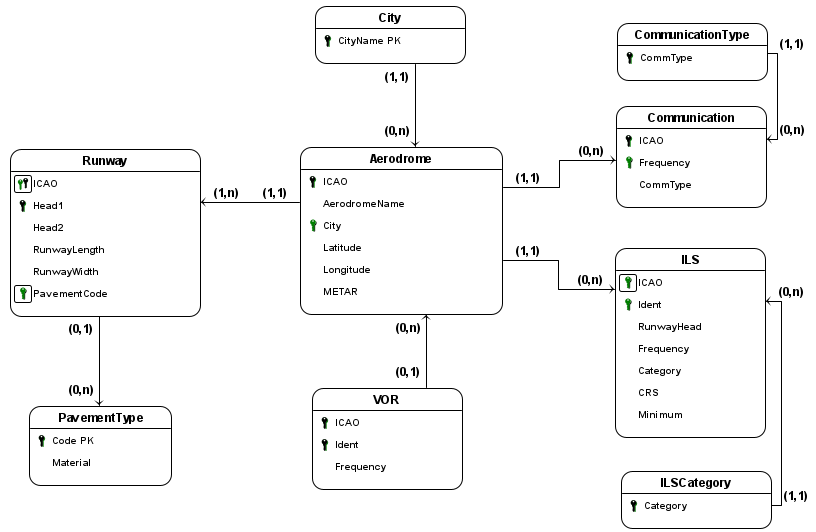 City
CityName PK
(1,1)
(0,n)
CommunicationType
CommType
(1,1)
(0,n)
Communication
ICAO
Frequency
CommType
Runway
ICAO
Head1
Head2
RunwayLength
RunwayWidth
PavementCode
(1,n)
(1,1)
Aerodrome
ICAO
AerodromeName
City
Latitude
Longitude
METAR
(1,1)
(0,n)
(1,1)
(0,n)
ILS
ICAO
Ident
RunwayHead
Frequency
Category
CRS
Minimum
(0,n)
(0,1)
(0,n)
PavementType
Code PK
Material
(0,n)
(0,1)
VOR
ICAO
Ident
Frequency
ILSCategory
Category
(1,1)